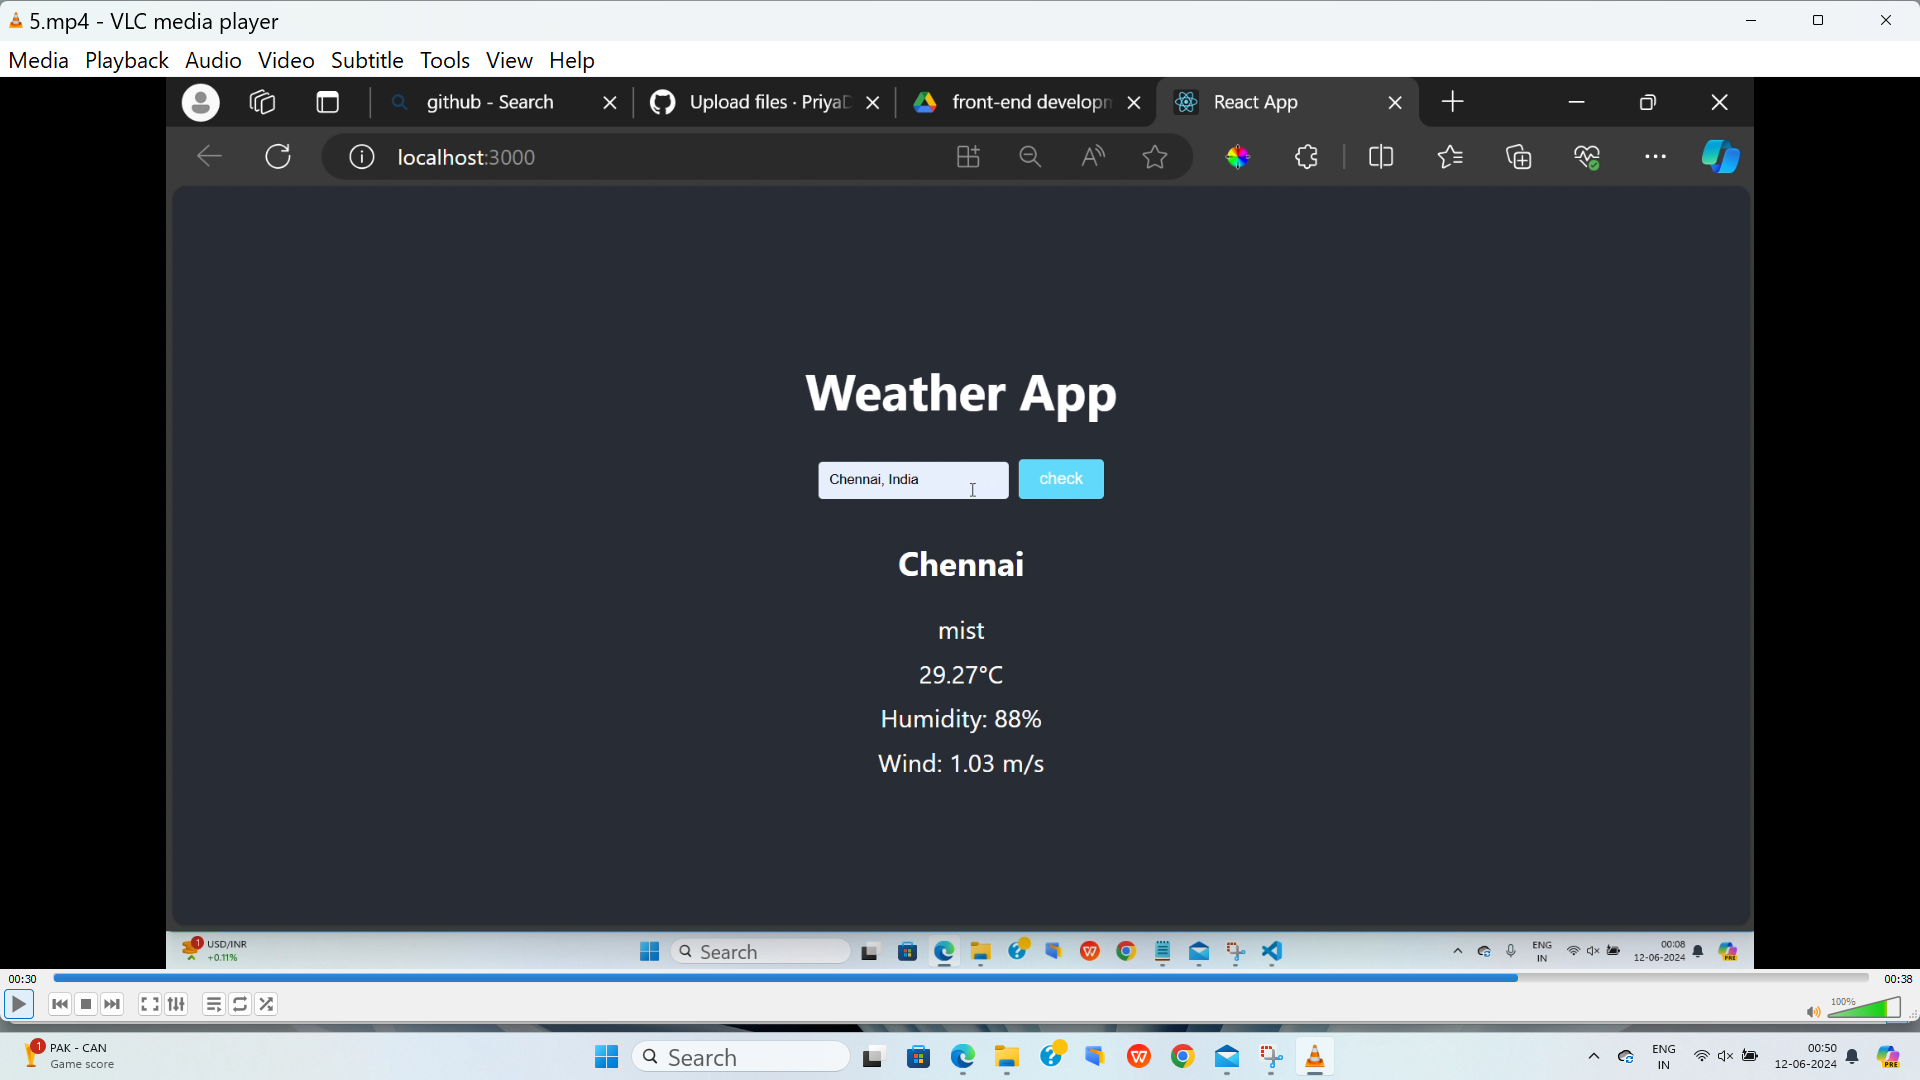 5.mp4 - VLC media player
Media Playback Audio Video Subtitle Tools View Help
github - Search
Upload files · PriyaD
front-end developm
React App
localhost:3000
Weather App
Chennai, India
check
Chennai
mist
29.27°C
Humidity: 88%
Wind: 1.03 m/s
1
USD/INR
+0.11%
Search
ENG
IN
00:08
12-06-2024
00:30
00:38
100%
1
PAK - CAN
Game score
Search
ENG
IN
00:50
12-06-2024